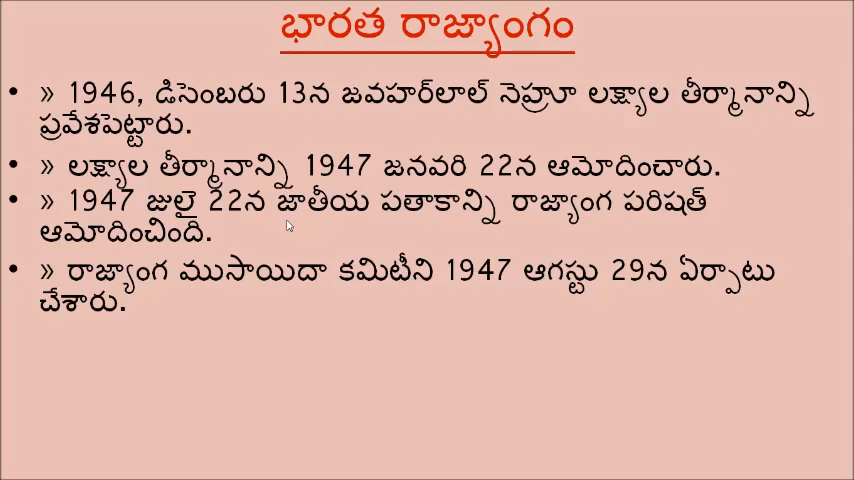 భారత రాజ్యాంగం
• » 1946, డిసెంబరు 13న జవహర్‌లాల్ నెహ్రూ లక్ష్యాల తీర్మానాన్ని
ప్రవేశపెట్టారు.
• » లక్ష్యాల తీర్మానాన్ని 1947 జనవరి 22న ఆమోదించారు.
• » 1947 జులై 22న జాతీయ పతాకాన్ని రాజ్యాంగ పరిషత్
ఆమోదించింది.
• » రాజ్యాంగ ముసాయిదా కమిటీని 1947 ఆగస్టు 29న ఏర్పాటు
చేశారు.